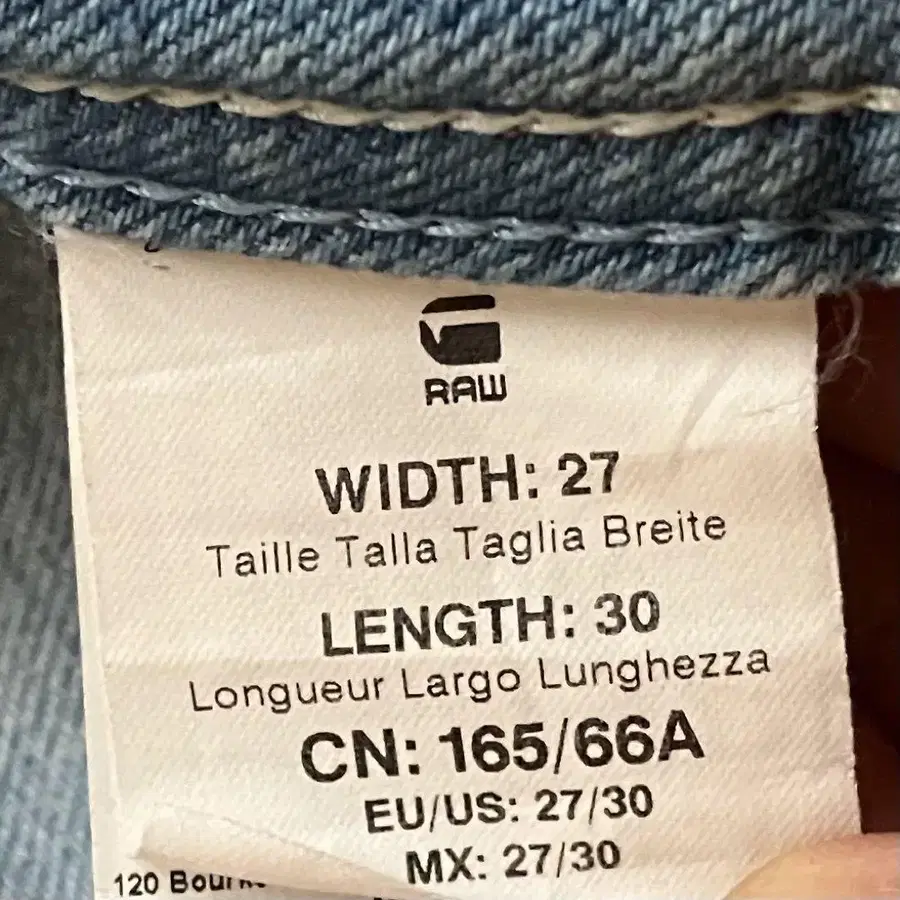 RAW
WIDTH: 27
Taille Talla Taglia Breite
LENGTH: 30
Longueur Largo Lunghezza
CN: 165/66A
EU/US: 27/30
MX: 27/30
120